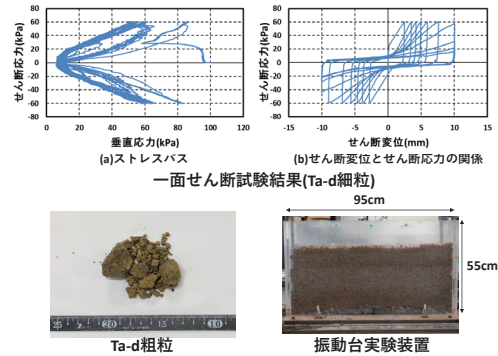 80
60
40
20
0
-20
-40
-60
-80
せん断応力(kPa)
0 20 40 60 80 100 120
垂直応力(kPa)
(a)ストレスパス
80
60
40
20
0
-20
-40
-60
-80
せん断応力(kPa)
-15 -10 -5 0 5 10 15
せん断変位(mm)
(b)せん断変位とせん断応力の関係
一面せん断試験結果(Ta-d細粒)
95cm
55cm
25 20 15 10
Ta-d粗粒
振動台実験装置